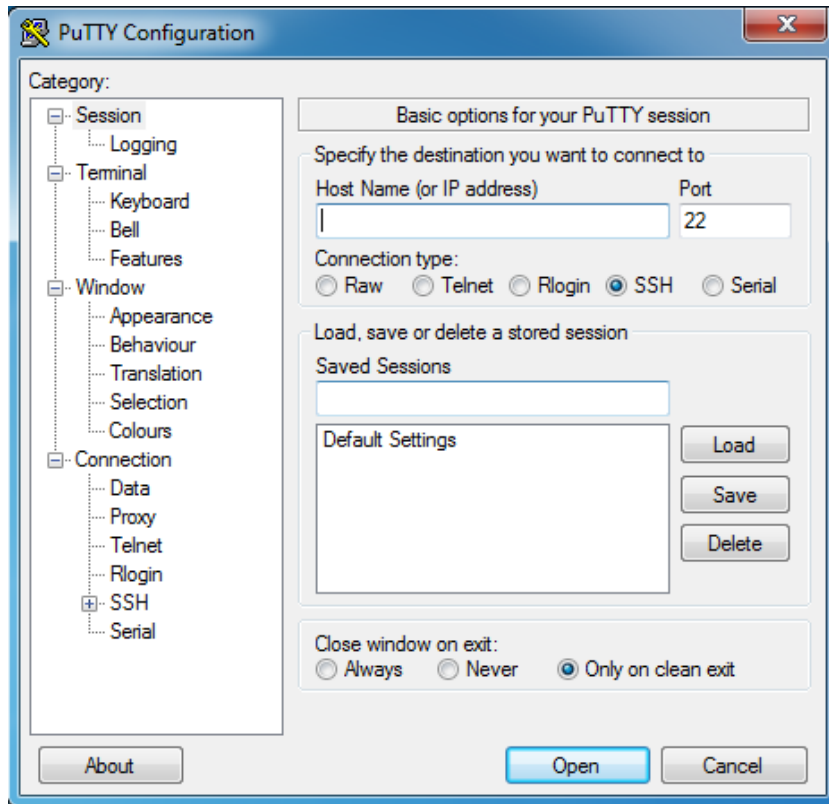 PuTTY Configuration
Category:
Session
Logging
Terminal
Keyboard
Bell
Features
Window
Appearance
Behaviour
Translation
Selection
Colours
Connection
Data
Proxy
Telnet
Rlogin
SSH
Serial
Basic options for your PuTTY session
Specify the destination you want to connect to
Host Name (or IP address) Port
22
Connection type:
Raw Telnet Rlogin SSH Serial
Load, save or delete a stored session
Saved Sessions
Default Settings
Load
Save
Delete
Close window on exit:
Always Never Only on clean exit
About Open Cancel